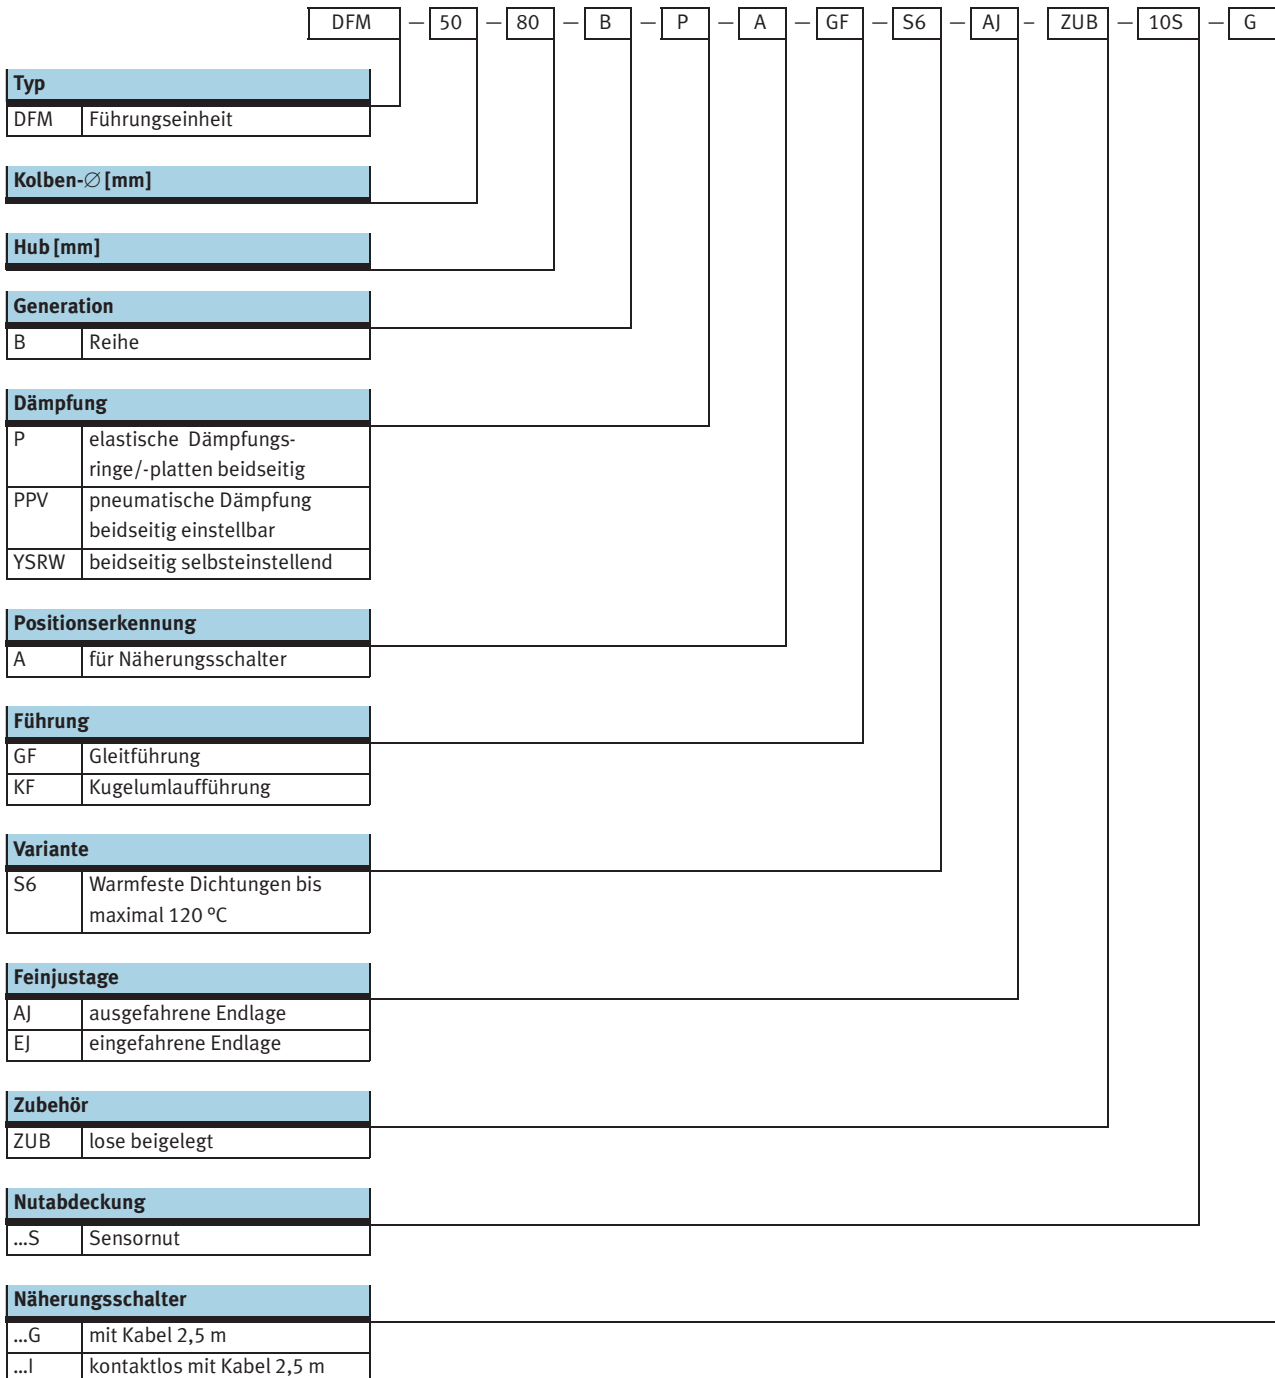 DFM — 50 — 80 — B — P — A — GF — S6 — AJ – ZUB — 10S — G
Typ
DFM Führungseinheit
Kolben-∅ [mm]
Hub [mm]
Generation
B Reihe
Dämpfung
P elastische Dämpfungs-
ringe/-platten beidseitig
PPV pneumatische Dämpfung
beidseitig einstellbar
YSRW beidseitig selbsteinstellend
Positionserkennung
A für Näherungsschalter
Führung
GF Gleitführung
KF Kugelumlaufführung
Variante
S6 Warmfeste Dichtungen bis
maximal 120 °C
Feinjustage
AJ ausgefahrene Endlage
EJ eingefahrene Endlage
Zubehör
ZUB lose beigelegt
Nutabdeckung
...S Sensornut
Näherungsschalter
...G mit Kabel 2,5 m
...I kontaktlos mit Kabel 2,5 m